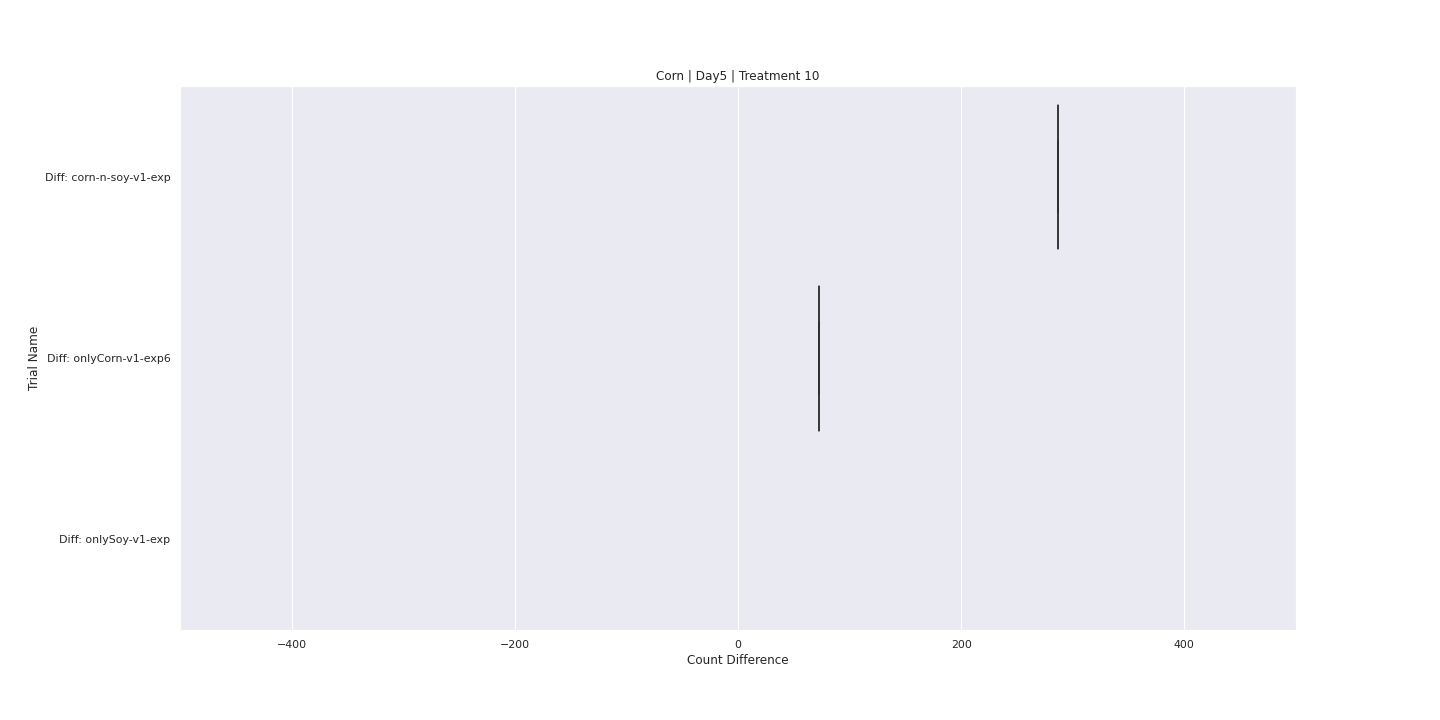 Corn | Day5 | Treatment 10
Trial Name
Diff: corn-n-soy-v1-exp
Diff: onlyCorn-v1-exp6
Diff: onlySoy-v1-exp
−400
−200
0
200
400
Count Difference